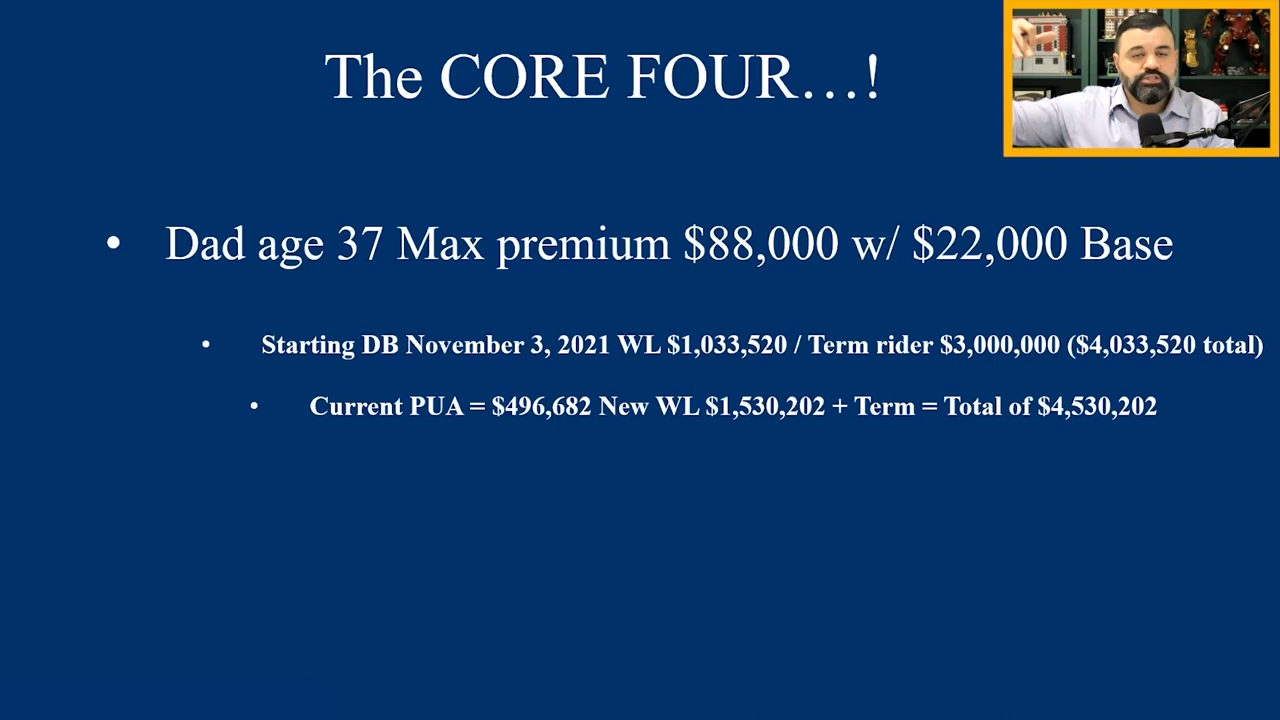 The CORE FOUR…!
• Dad age 37 Max premium $88,000 w/ $22,000 Base
• Starting DB November 3, 2021 WL $1,033,520 / Term rider $3,000,000 ($4,033,520 total)
• Current PUA = $496,682 New WL $1,530,202 + Term = Total of $4,530,202